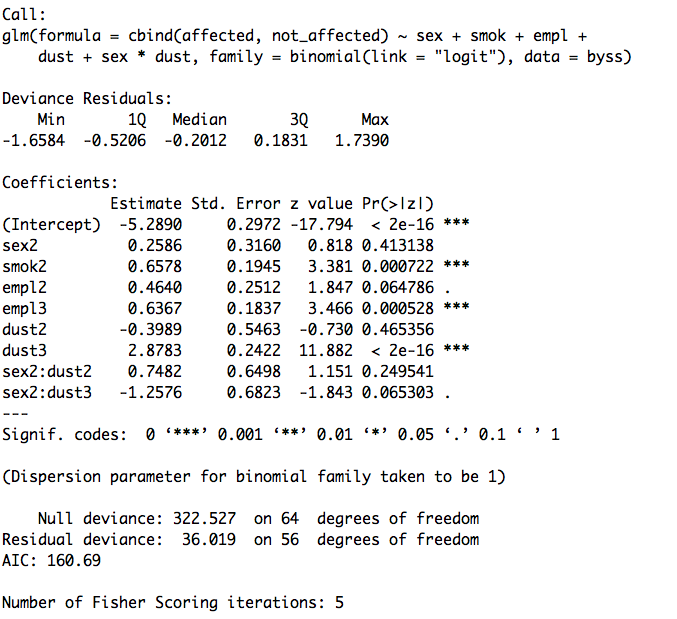 Call:
glm(formula = cbind(affected, not_affected) ~ sex + smok + empl +
    dust + sex * dust, family = binomial(link = "logit"), data = byss)

Deviance Residuals:
    Min       1Q   Median       3Q      Max
-1.6584  -0.5206  -0.2012   0.1831   1.7390

Coefficients:
            Estimate Std. Error z value Pr(>|z|)
(Intercept)  -5.2890     0.2972 -17.794  < 2e-16 ***
sex2          0.2586     0.3160   0.818 0.413138
smok2         0.6578     0.1945   3.381 0.000722 ***
empl2         0.4640     0.2512   1.847 0.064786 .
empl3         0.6367     0.1837   3.466 0.000528 ***
dust2        -0.3989     0.5463  -0.730 0.465356
dust3         2.8783     0.2422  11.882  < 2e-16 ***
sex2:dust2    0.7482     0.6498   1.151 0.249541
sex2:dust3   -1.2576     0.6823  -1.843 0.065303 .
---
Signif. codes:  0 ‘***’ 0.001 ‘**’ 0.01 ‘*’ 0.05 ‘.’ 0.1 ‘ ’ 1

(Dispersion parameter for binomial family taken to be 1)

    Null deviance: 322.527  on 64  degrees of freedom
Residual deviance:  36.019  on 56  degrees of freedom
AIC: 160.69

Number of Fisher Scoring iterations: 5